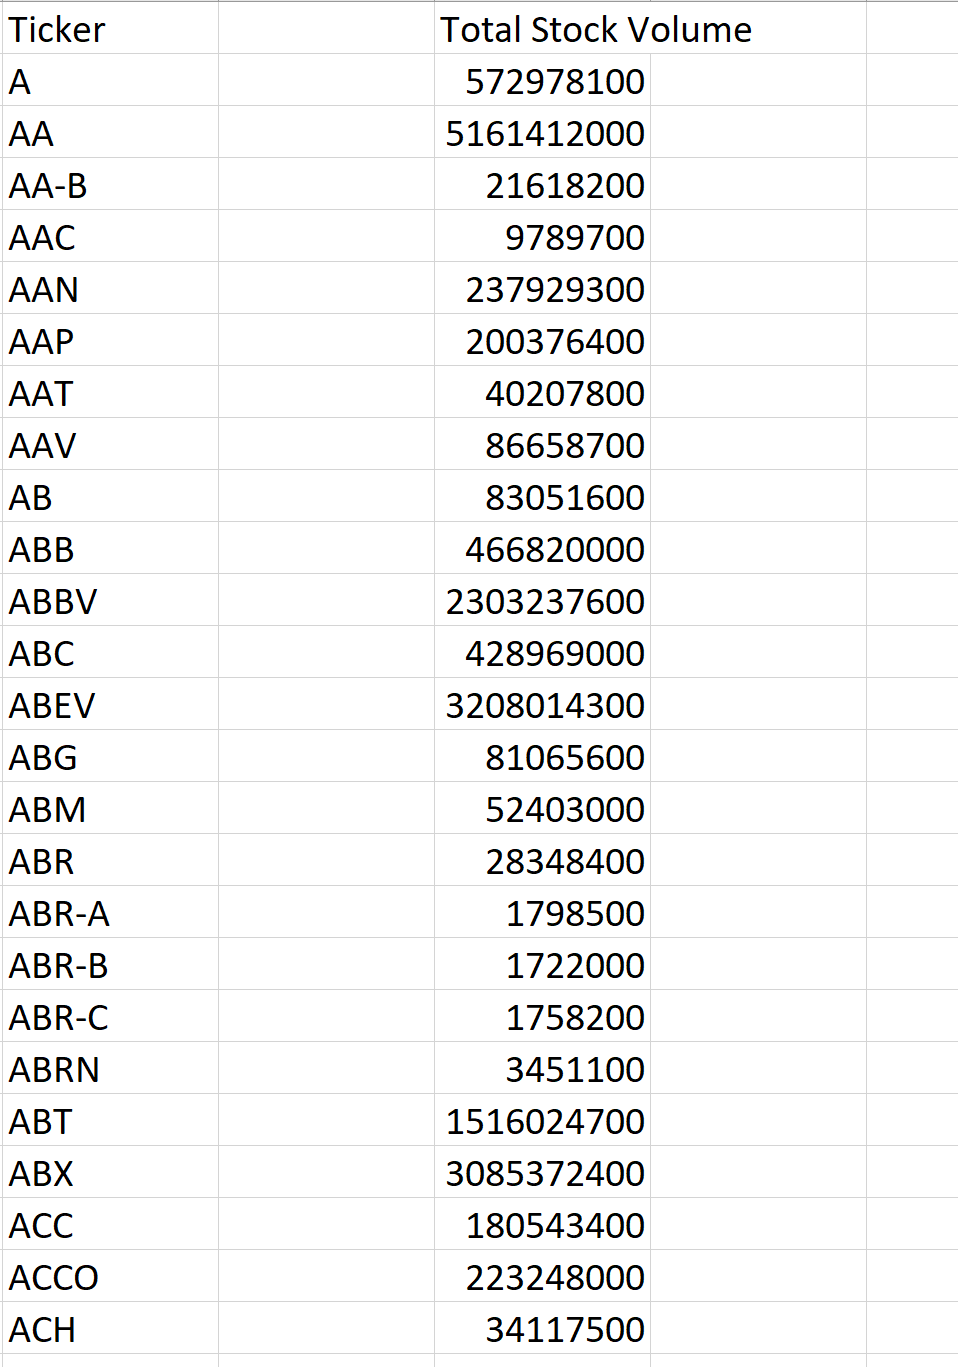 Ticker Total Stock Volume
A 572978100
AA 5161412000
AA-B 21618200
AAC 9789700
AAN 237929300
AAP 200376400
AAT 40207800
AAV 86658700
AB 83051600
ABB 466820000
ABBV 2303237600
ABC 428969000
ABEV 3208014300
ABG 81065600
ABM 52403000
ABR 28348400
ABR-A 1798500
ABR-B 1722000
ABR-C 1758200
ABRN 3451100
ABT 1516024700
ABX 3085372400
ACC 180543400
ACCO 223248000
ACH 34117500